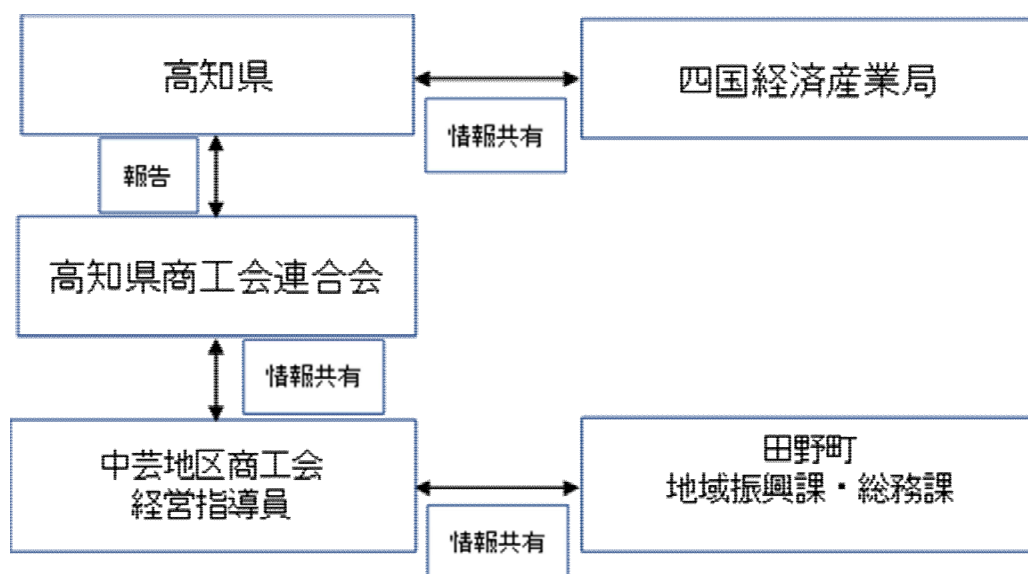 高知県
四国経済産業局
情報共有
報告
高知県商工会連合会
情報共有
中芸地区商工会
経営指導員
田野町
地域振興課・総務課
情報共有